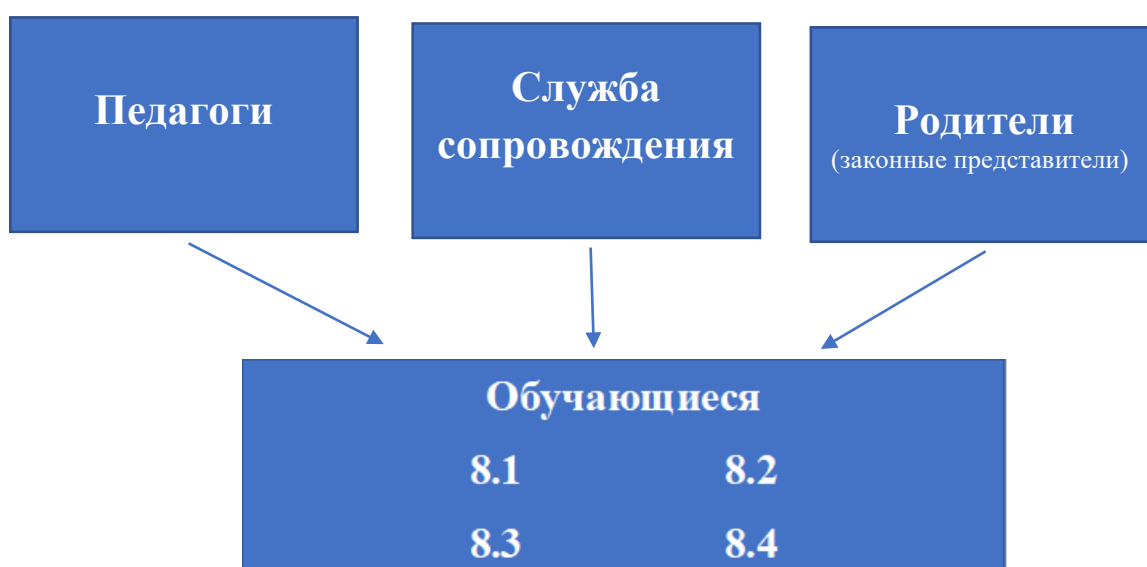 Педагоги
Служба
сопровождения
Родители
(законные представители)
Обучающиеся
8.1 8.2
8.3 8.4